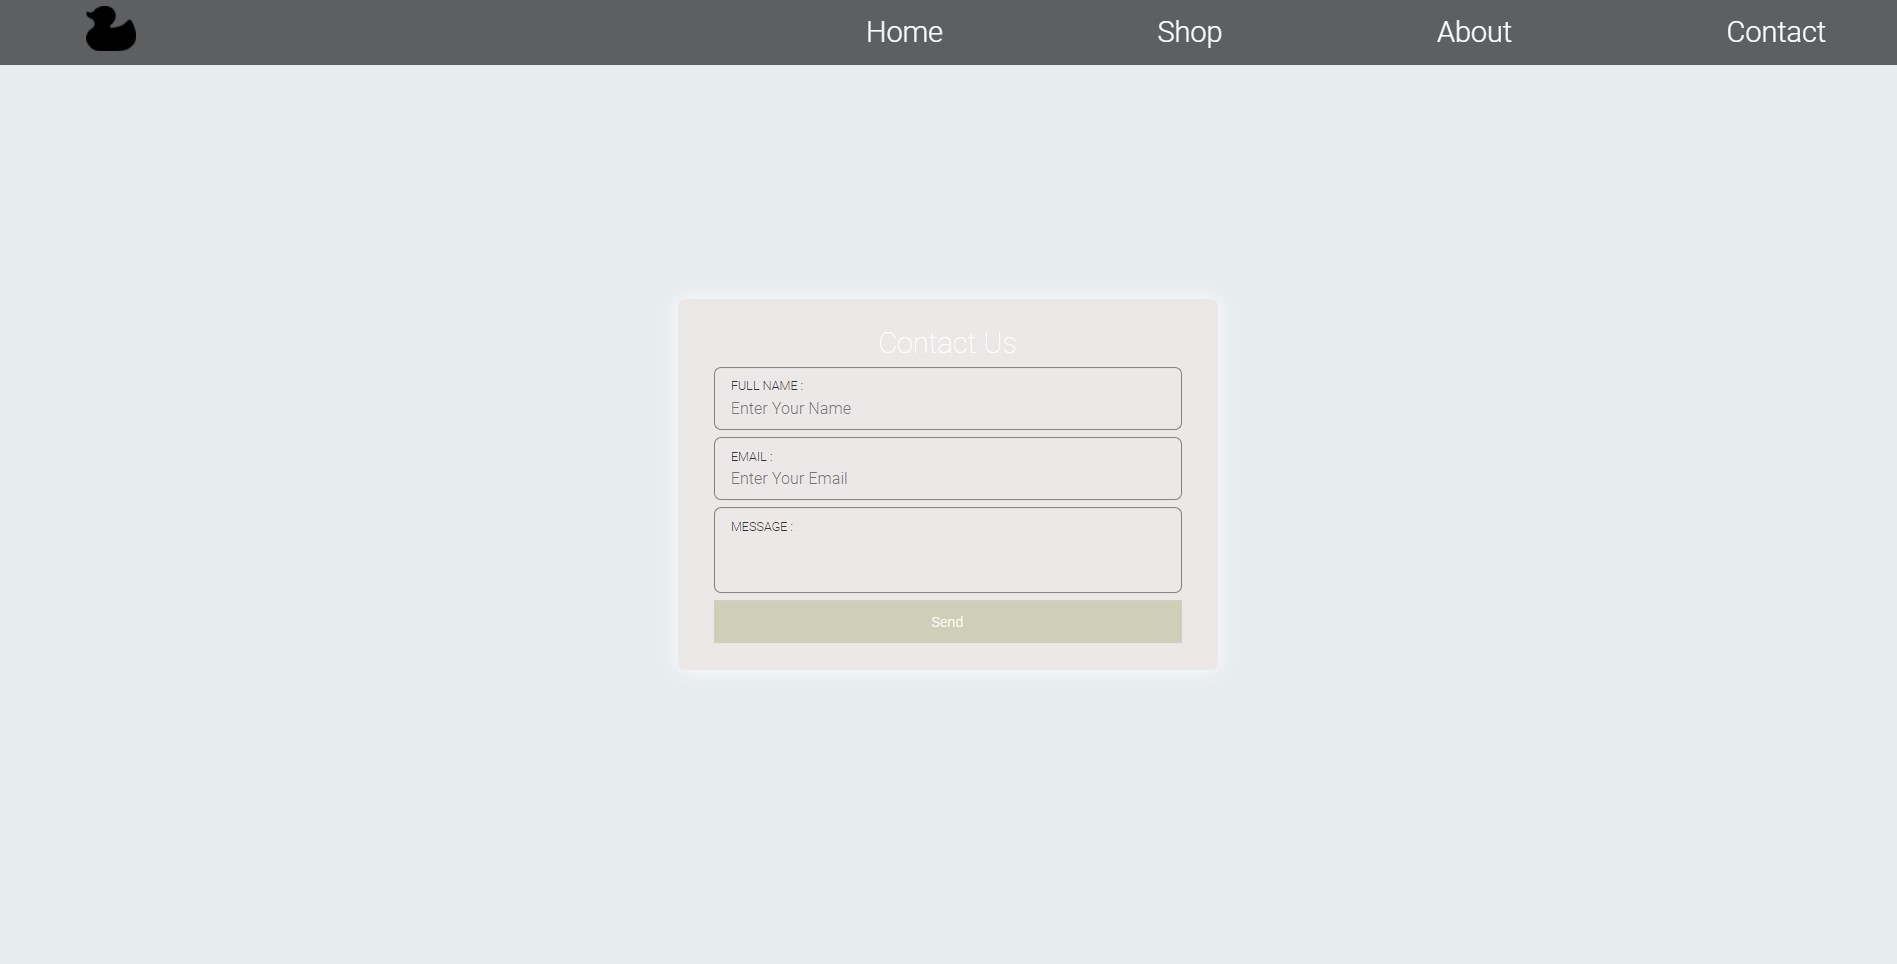 Home Shop About Contact
Contact Us
FULL NAME :
Enter Your Name
EMAIL :
Enter Your Email
MESSAGE :
Send